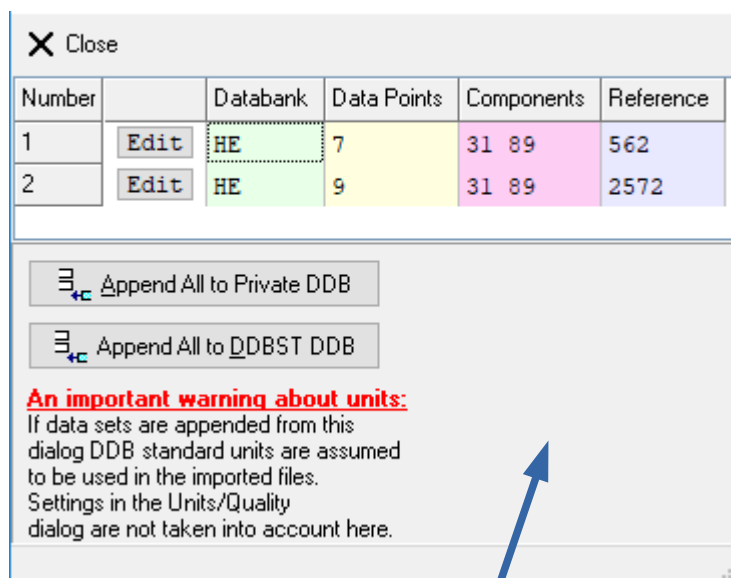 Close
Number Databank Data Points Components Reference
1 Edit HE 7 31 89 562
2 Edit HE 9 31 89 2572
Append All to Private DDB
Append All to DDBST DDB
An important warning about units:
If data sets are appended from this
dialog DDB standard units are assumed
to be used in the imported files.
Settings in the Units/Quality
dialog are not taken into account here.